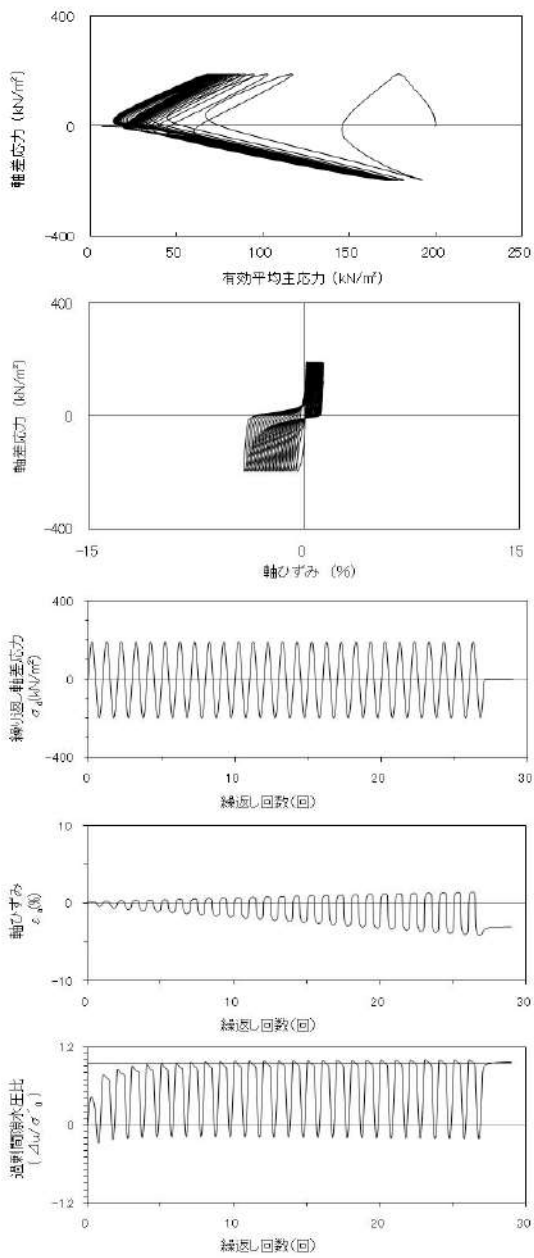 400
0
-400
軸差応力 (kN/m²)
0 50 100 150 200 250
有効平均主応力 (kN/m²)
400
0
-400
軸差応力 (kN/m²)
-15 0 15
軸ひずみ (%)
400
0
-400
繰り返し軸差応力
σd(kN/m²)
0 10 20 30
繰返し回数(回)
10
0
-10
軸ひずみ
εa(%)
0 10 20 30
繰返し回数(回)
1.2
0
-1.2
過剰間隙水圧比
(Δu/σ'0)
0 10 20 30
繰返し回数(回)